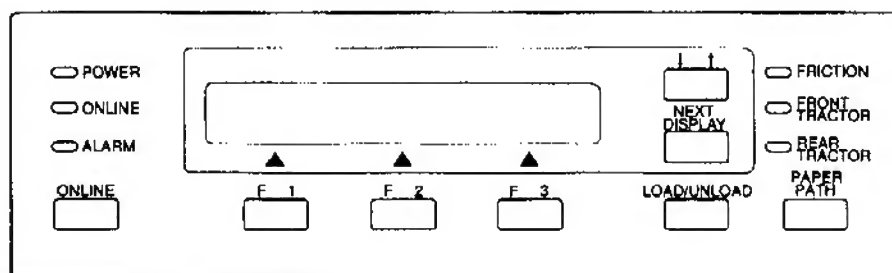 POWER
ONLINE
ALARM
NEXT
DISPLAY
FRICTION
FRONT
TRACTOR
REAR
TRACTOR
ONLINE
F 1
F 2
F 3
LOAD/UNLOAD
PAPER
PATH